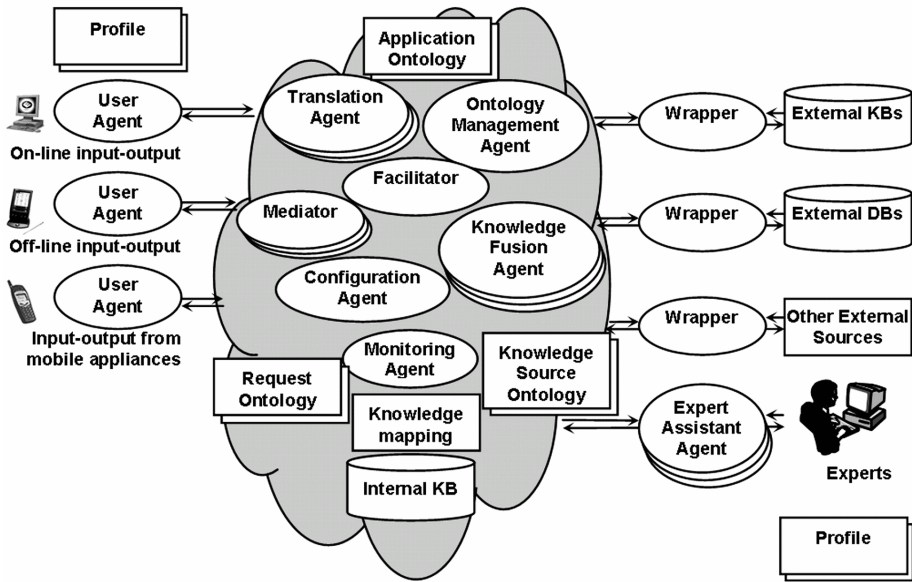 Profile
User
Agent
On-line input-output
User
Agent
Off-line input-output
User
Agent
Input-output from
mobile appliances
Application
Ontology
Translation
Agent
Ontology
Management
Agent
Facilitator
Mediator
Knowledge
Fusion
Agent
Configuration
Agent
Monitoring
Agent
Request
Ontology
Knowledge
Source
Ontology
Knowledge
mapping
Internal KB
Wrapper
External KBs
Wrapper
External DBs
Wrapper
Other External
Sources
Expert
Assistant
Agent
Experts
Profile